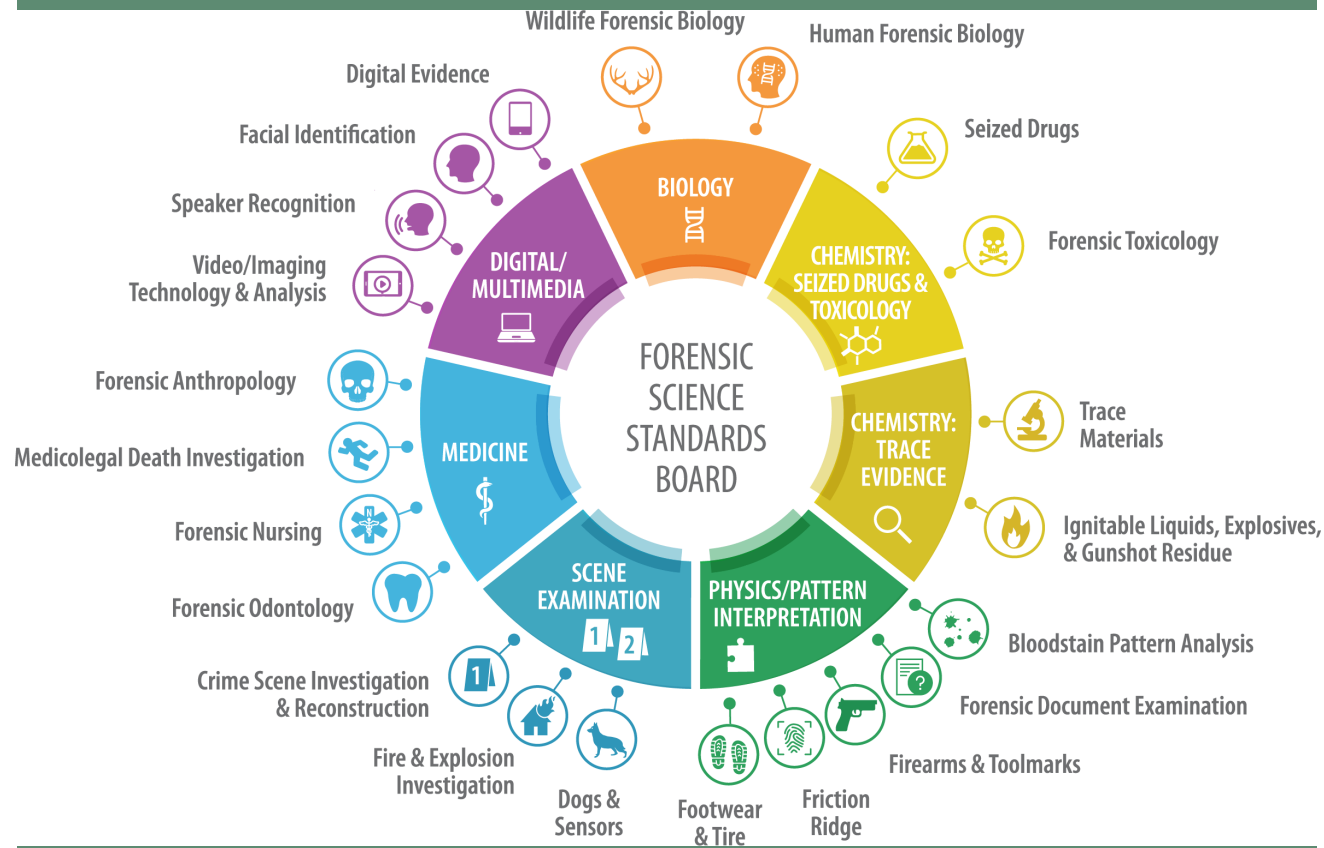 Wildlife Forensic Biology
Human Forensic Biology
Digital Evidence
Facial Identification
Seized Drugs
Speaker Recognition
Forensic Toxicology
Video/Imaging
Technology & Analysis
BIOLOGY
DIGITAL/
MULTIMEDIA
CHEMISTRY:
SEIZED DRUGS &
TOXICOLOGY
FORENSIC
SCIENCE
STANDARDS
BOARD
Forensic Anthropology
Medicolegal Death Investigation
Forensic Nursing
N
Forensic Odontology
MEDICINE
CHEMISTRY:
TRACE
EVIDENCE
Trace
Materials
Ignitable Liquids, Explosives,
& Gunshot Residue
SCENE
EXAMINATION
1 2
PHYSICS/PATTERN
INTERPRETATION
Crime Scene Investigation
& Reconstruction
1
Fire & Explosion
Investigation
Dogs &
Sensors
Footwear
& Tire
Friction
Ridge
Firearms & Toolmarks
Forensic Document Examination
?
Bloodstain Pattern Analysis